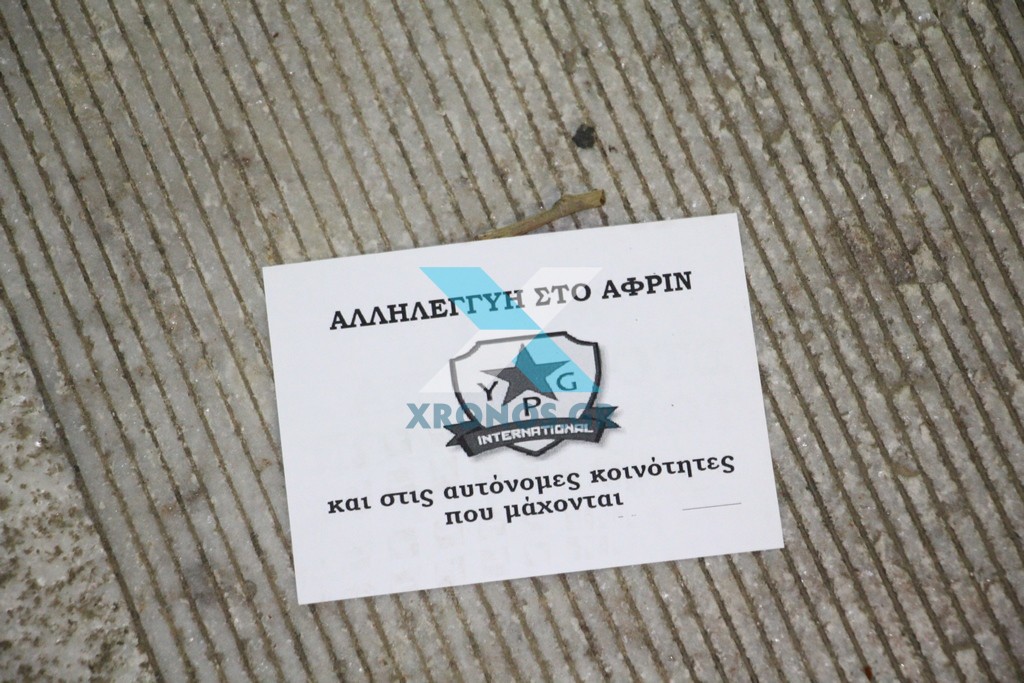 ΑΛΛΗΛΕΓΓΥΗ ΣΤΟ ΑΦΡΙΝ
Y P G
INTERNATIONAL
XRONOS.GR
και στις αυτόνομες κοινότητες
που μάχονται